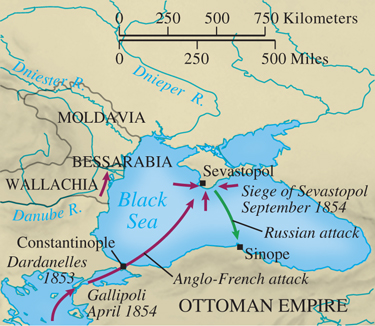 0 250 500 750 Kilometers
0 250 500 Miles
Dniester R.
Dnieper R.
MOLDAVIA
BESSARABIA
WALLACHIA
Danube R.
Sevastopol
Siege of Sevastopol
September 1854
Black
Sea
Russian attack
Constantinople
Dardanelles
1853
Sinope
Gallipoli
April 1854
Anglo-French attack
OTTOMAN EMPIRE